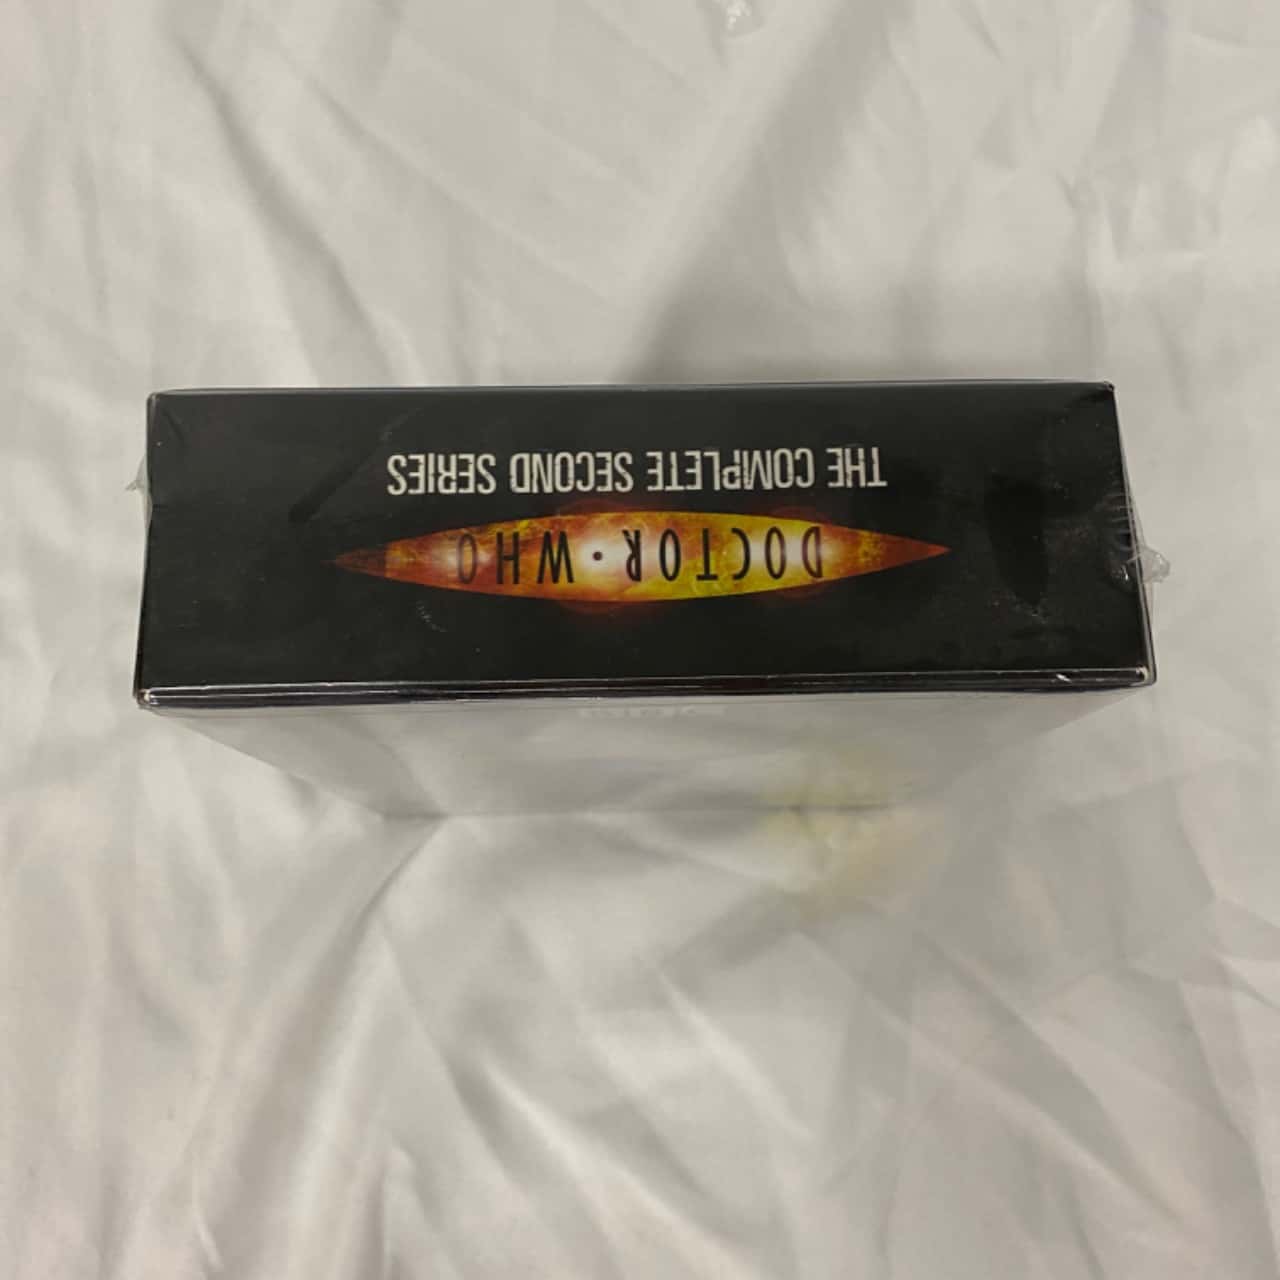 DOCTOR·WHO
THE COMPLETE SECOND SERIES